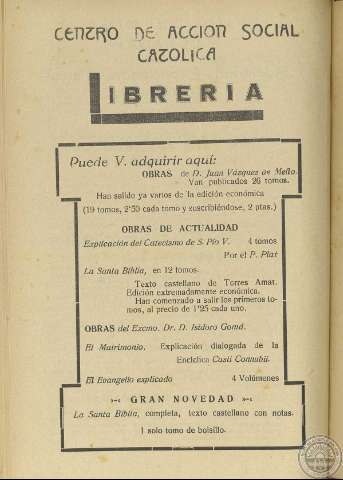 CENTRO DE ACCION SOCIAL
CATOLICA
LIBRERIA
Puede V. adquirir aquí:
OBRAS de D. Juan Vázquez de Mella.
Van publicados 26 tomos.
Han salido ya varios de la edición económica
(19 tomos, 2'50 cada tomo y suscribiéndose, 2 ptas.)
OBRAS DE ACTUALIDAD
Explicación del Catecismo de S. Pío V. 4 tomos
Por el P. Plat
La Santa Biblia, en 12 tomos.
Texto castellano de Torres Amat.
Edición extremadamente económica.
Han comenzado a salir los primeros to-
mos, al precio de 1'25 cada uno.
OBRAS del Excmo. Dr. D. Isidoro Gomá.
El Matrimonio. Explicación dialogada de la
Encíclica Casti Connubii.
El Evangelio explicado 4 Volúmenes
GRAN NOVEDAD
La Santa Biblia, completa, texto castellano con notas.
1 solo tomo de bolsillo.